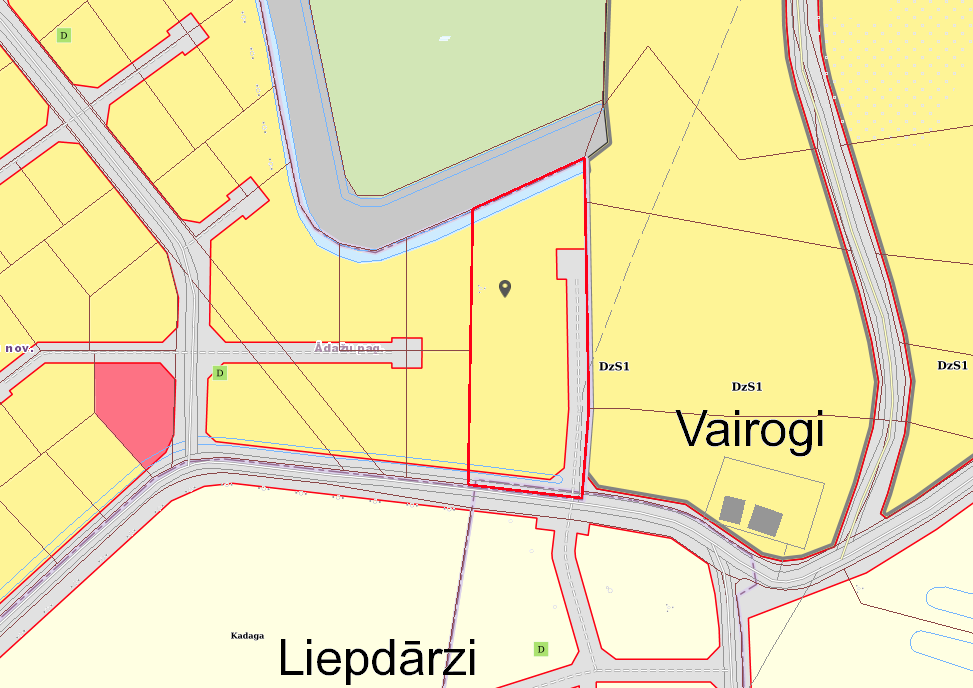 D
nov.
Ādažu pag.
D
DzS1
DzS1
DzS1
Vairogi
Kadaga
Liepdārzi
D